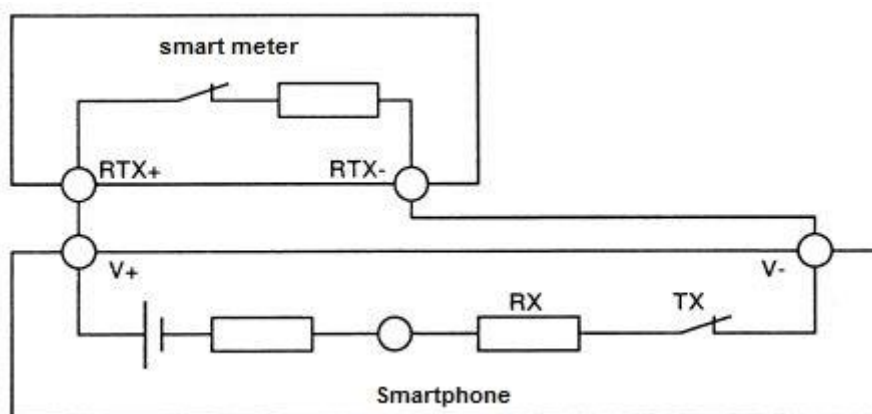 smart meter
RTX+ RTX-
V+ V-
RX TX
Smartphone